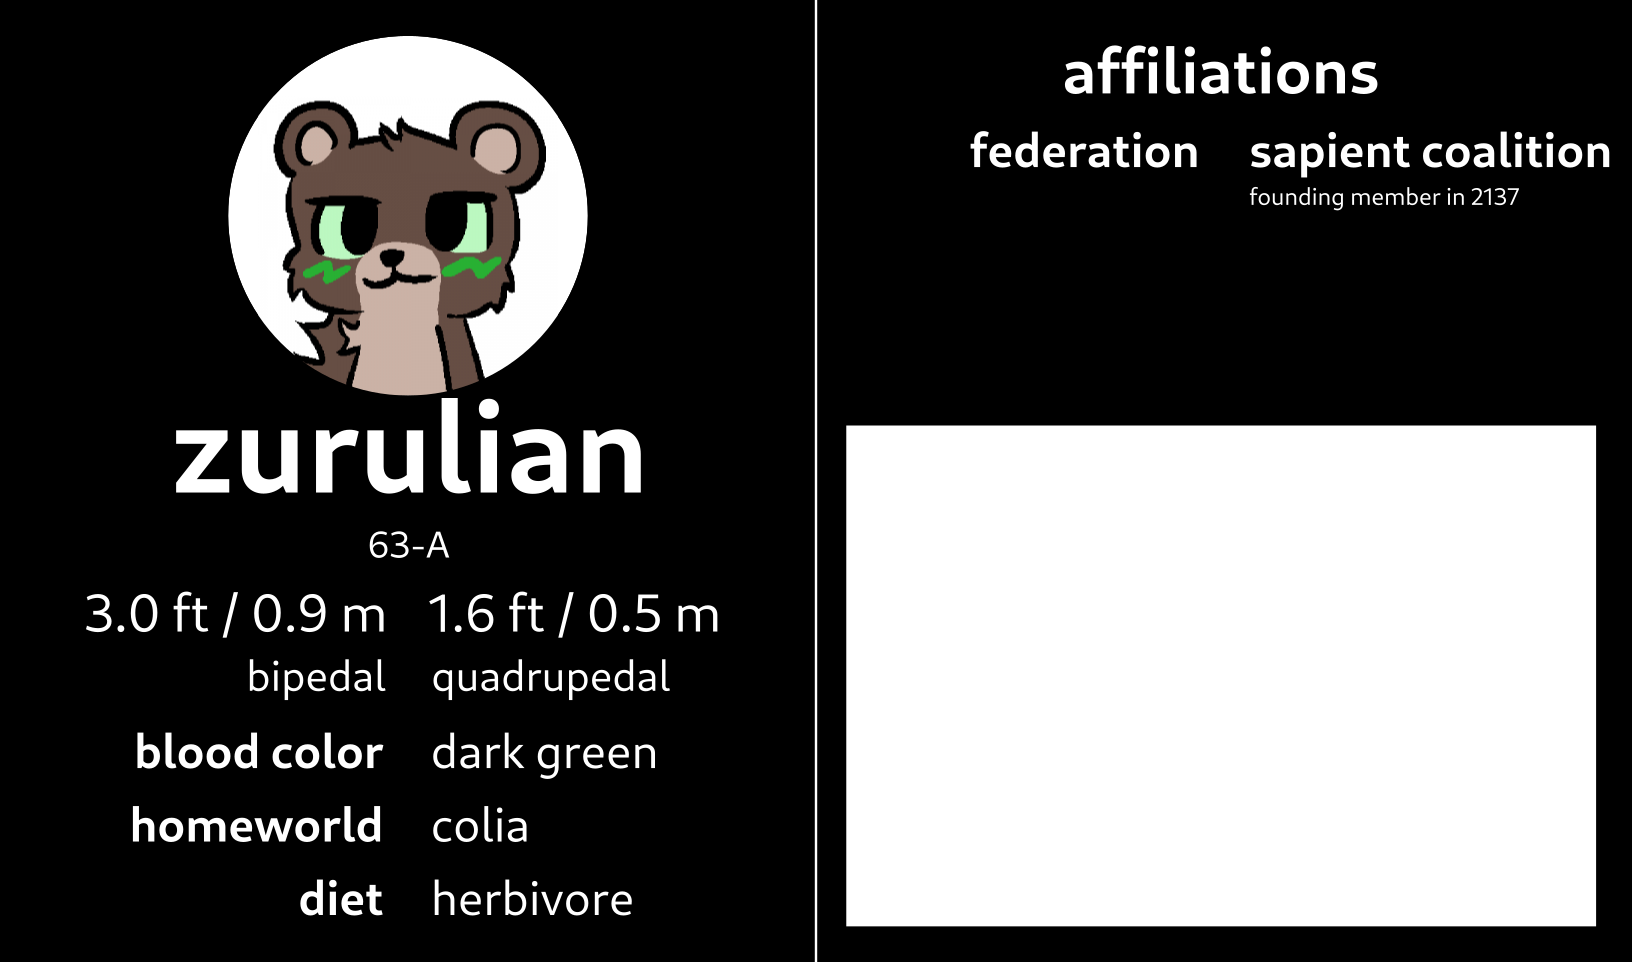 zurulian
63-A
3.0 ft / 0.9 m 1.6 ft / 0.5 m
bipedal quadrupedal
blood color dark green
homeworld colia
diet herbivore
affiliations
federation sapient coalition
founding member in 2137